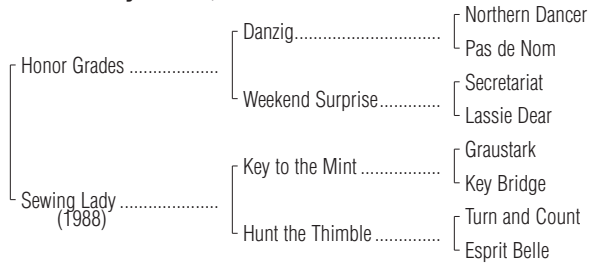 Northern Dancer
Danzig..............................
Pas de Nom
Honor Grades ..................
Secretariat
Weekend Surprise.............
Lassie Dear
Graustark
Key to the Mint .................
Key Bridge
Sewing Lady ....................
(1988)
Turn and Count
Hunt the Thimble ..............
Esprit Belle